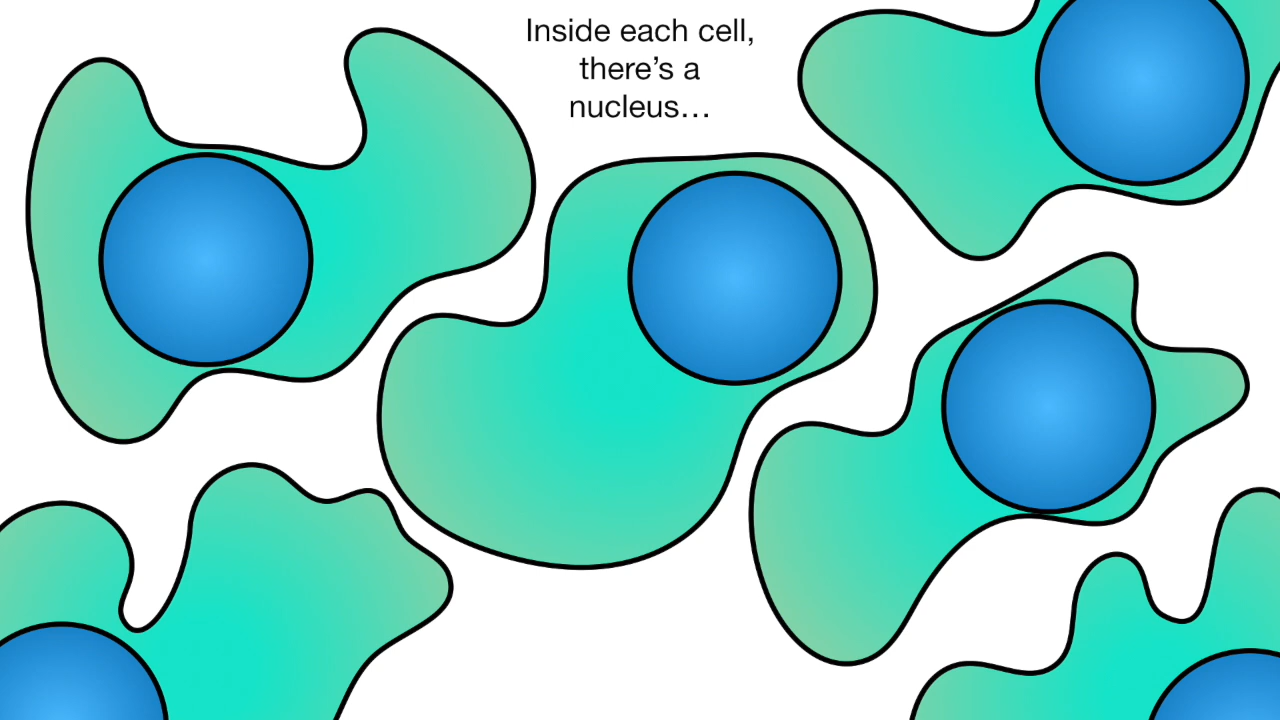 Inside each cell,
there’s a
nucleus…